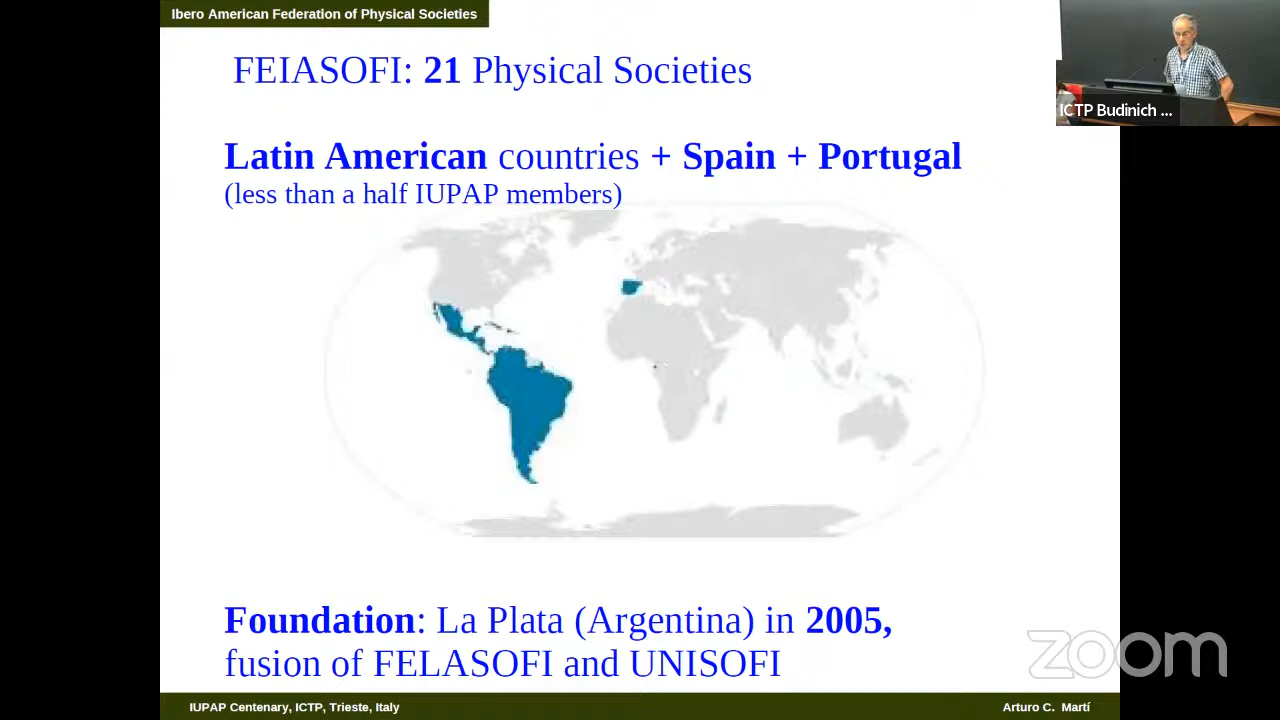 Ibero American Federation of Physical Societies
FEIASOFI: 21 Physical Societies
ICTP Budinich ...
Latin American countries + Spain + Portugal
(less than a half IUPAP members)
Foundation: La Plata (Argentina) in 2005,
fusion of FELASOFI and UNISOFI
zoom
IUPAP Centenary, ICTP, Trieste, Italy
Arturo C. Martí